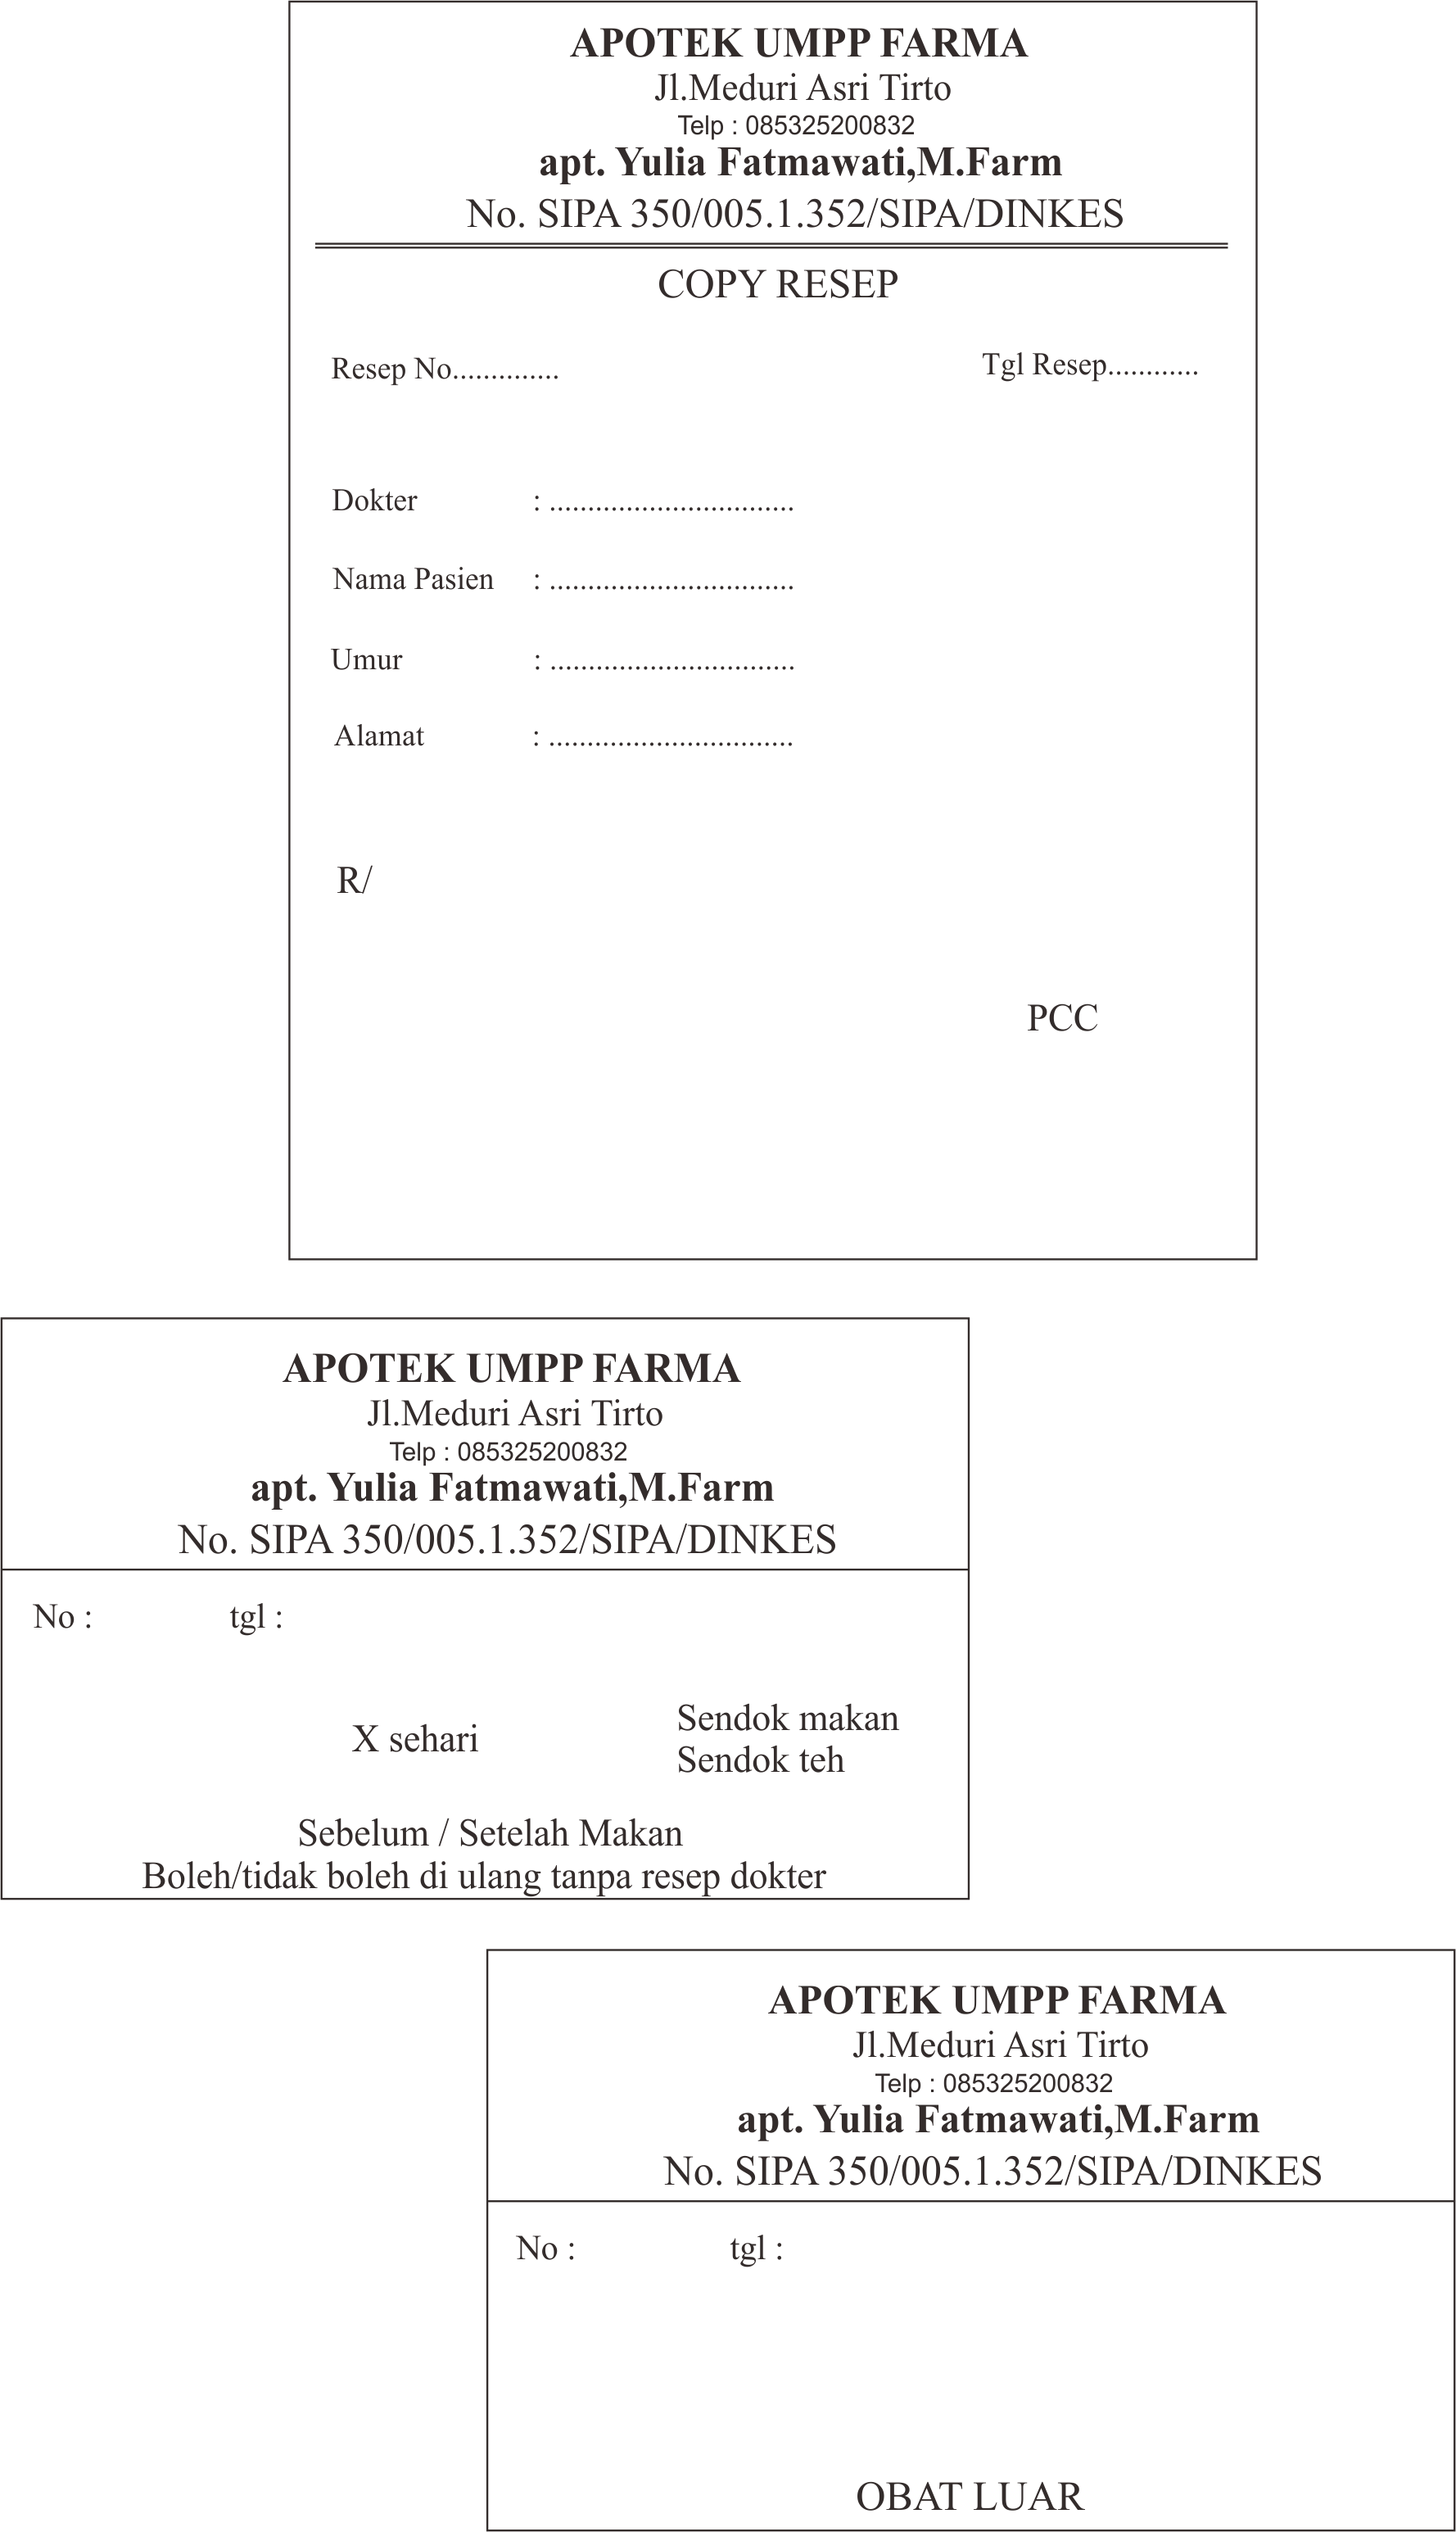 APOTEK UMPP FARMA
Jl.Meduri Asri Tirto
Telp : 085325200832
apt. Yulia Fatmawati,M.Farm
No. SIPA 350/005.1.352/SIPA/DINKES
COPY RESEP
Resep No.............. Tgl Resep............
Dokter : ................................
Nama Pasien : ................................
Umur : ................................
Alamat : ................................
R/
PCC
APOTEK UMPP FARMA
Jl.Meduri Asri Tirto
Telp : 085325200832
apt. Yulia Fatmawati,M.Farm
No. SIPA 350/005.1.352/SIPA/DINKES
No : tgl :
Sendok makan
X sehari
Sendok teh
Sebelum / Setelah Makan
Boleh/tidak boleh di ulang tanpa resep dokter
APOTEK UMPP FARMA
Jl.Meduri Asri Tirto
Telp : 085325200832
apt. Yulia Fatmawati,M.Farm
No. SIPA 350/005.1.352/SIPA/DINKES
No : tgl :
OBAT LUAR